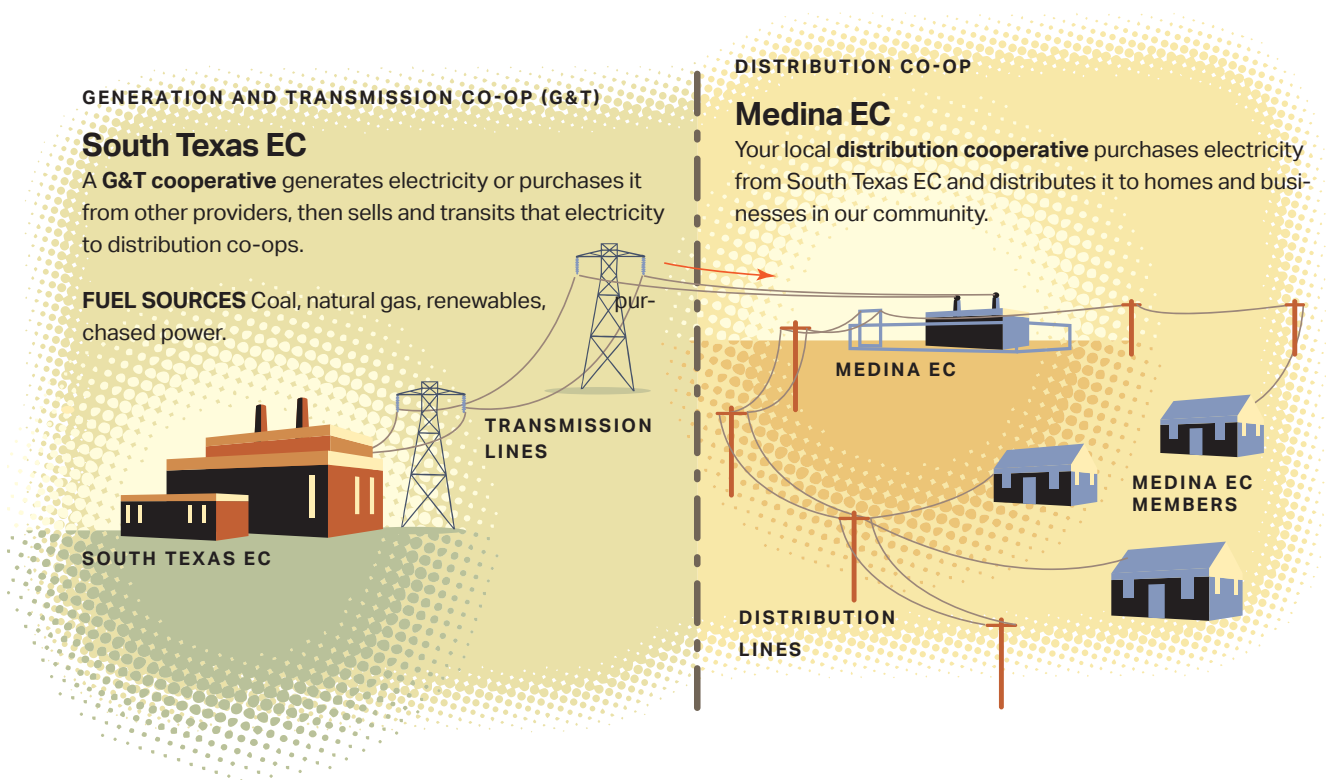 GENERATION AND TRANSMISSION CO-OP (G&T)
South Texas EC
A G&T cooperative generates electricity or purchases it
from other providers, then sells and transits that electricity
to distribution co-ops.
FUEL SOURCES Coal, natural gas, renewables, pur-
chased power.
TRANSMISSION
LINES
SOUTH TEXAS EC
DISTRIBUTION CO-OP
Medina EC
Your local distribution cooperative purchases electricity
from South Texas EC and distributes it to homes and busi-
nesses in our community.
MEDINA EC
MEDINA EC
MEMBERS
DISTRIBUTION
LINES